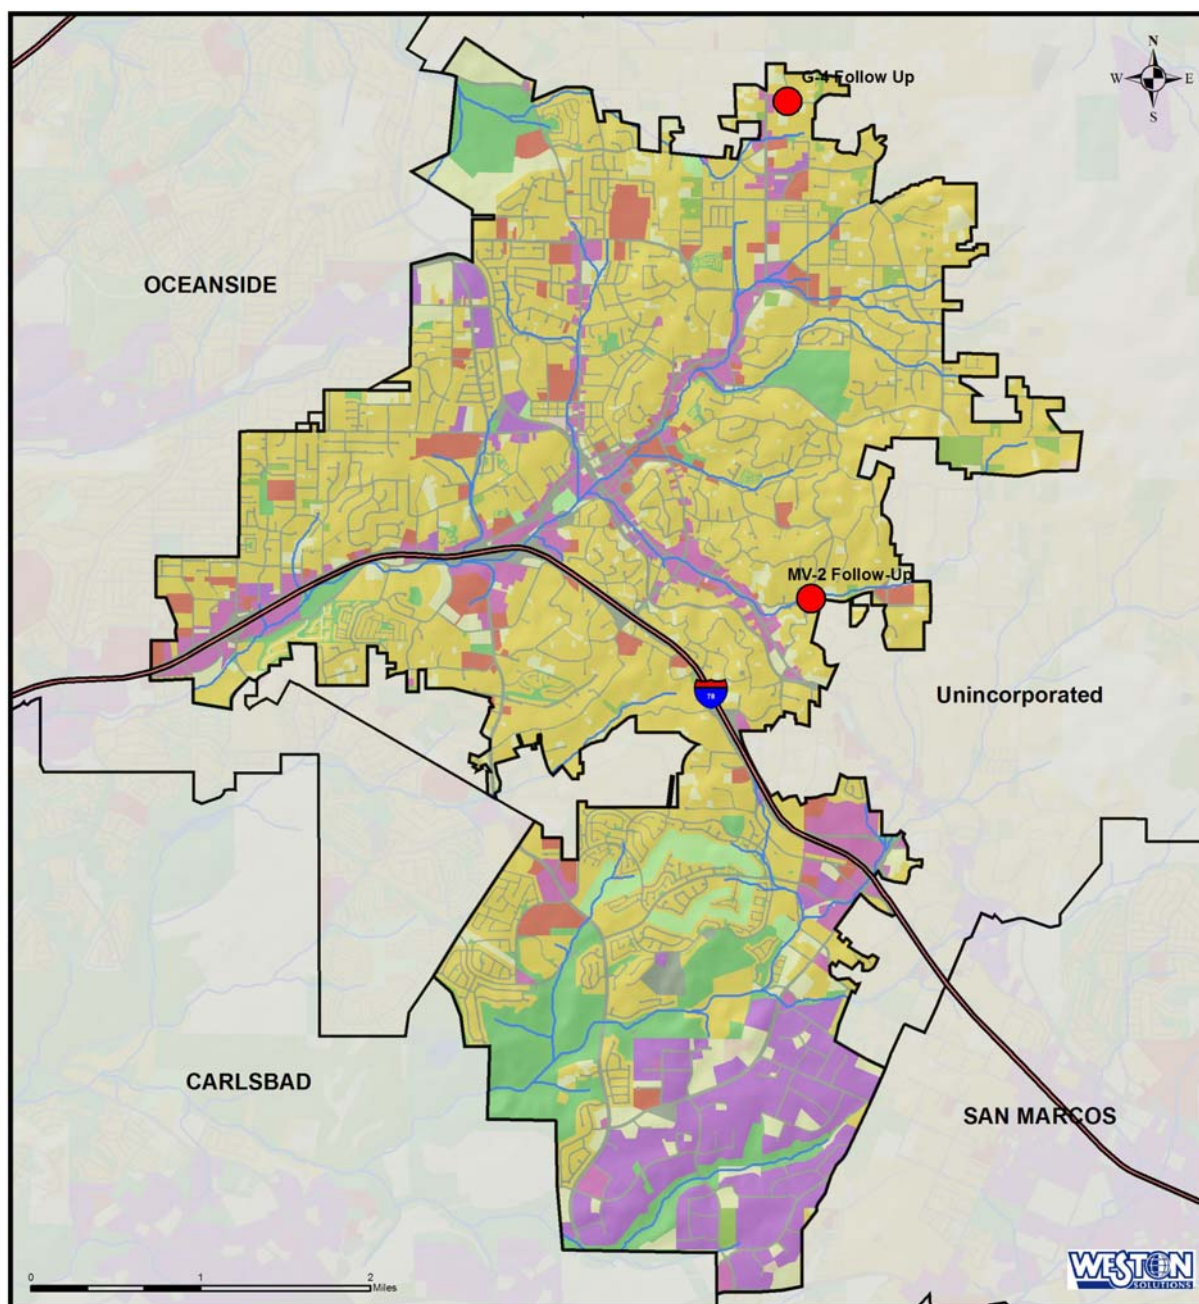 N
G-4 Follow Up
W
E
S
OCEANSIDE
MV-2 Follow-Up
Unincorporated
78
CARLSBAD
SAN MARCOS
0
1
2
Miles
WESTON
SOLUTIONS